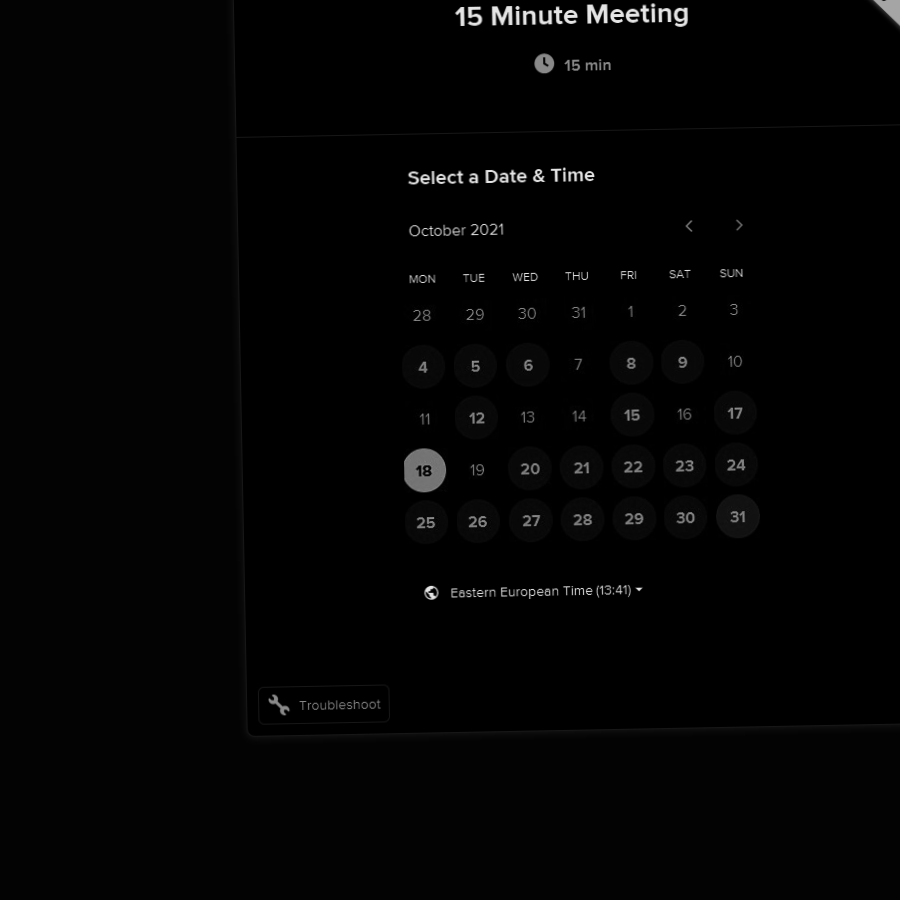 15 Minute Meeting
15 min
Select a Date & Time
October 2021
MON TUE WED THU FRI SAT SUN
28 29 30 31 1 2 3
4 5 6 7 8 9 10
11 12 13 14 15 16 17
18 19 20 21 22 23 24
25 26 27 28 29 30 31
Eastern European Time (13:41)
Troubleshoot